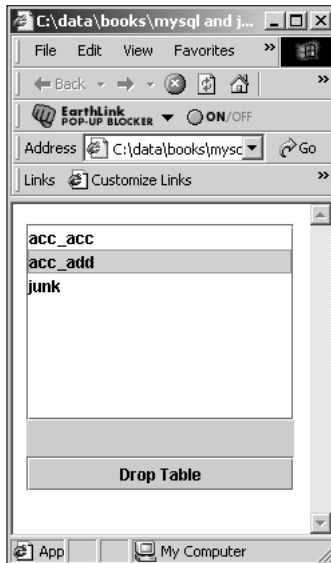 C:\data\books\mysql and j...
File Edit View Favorites »
Back »
EarthLink
POP-UP BLOCKER ON/OFF
Address C:\data\books\mysc Go
Links Customize Links »
acc_acc
acc_add
junk
Drop Table
App My Computer